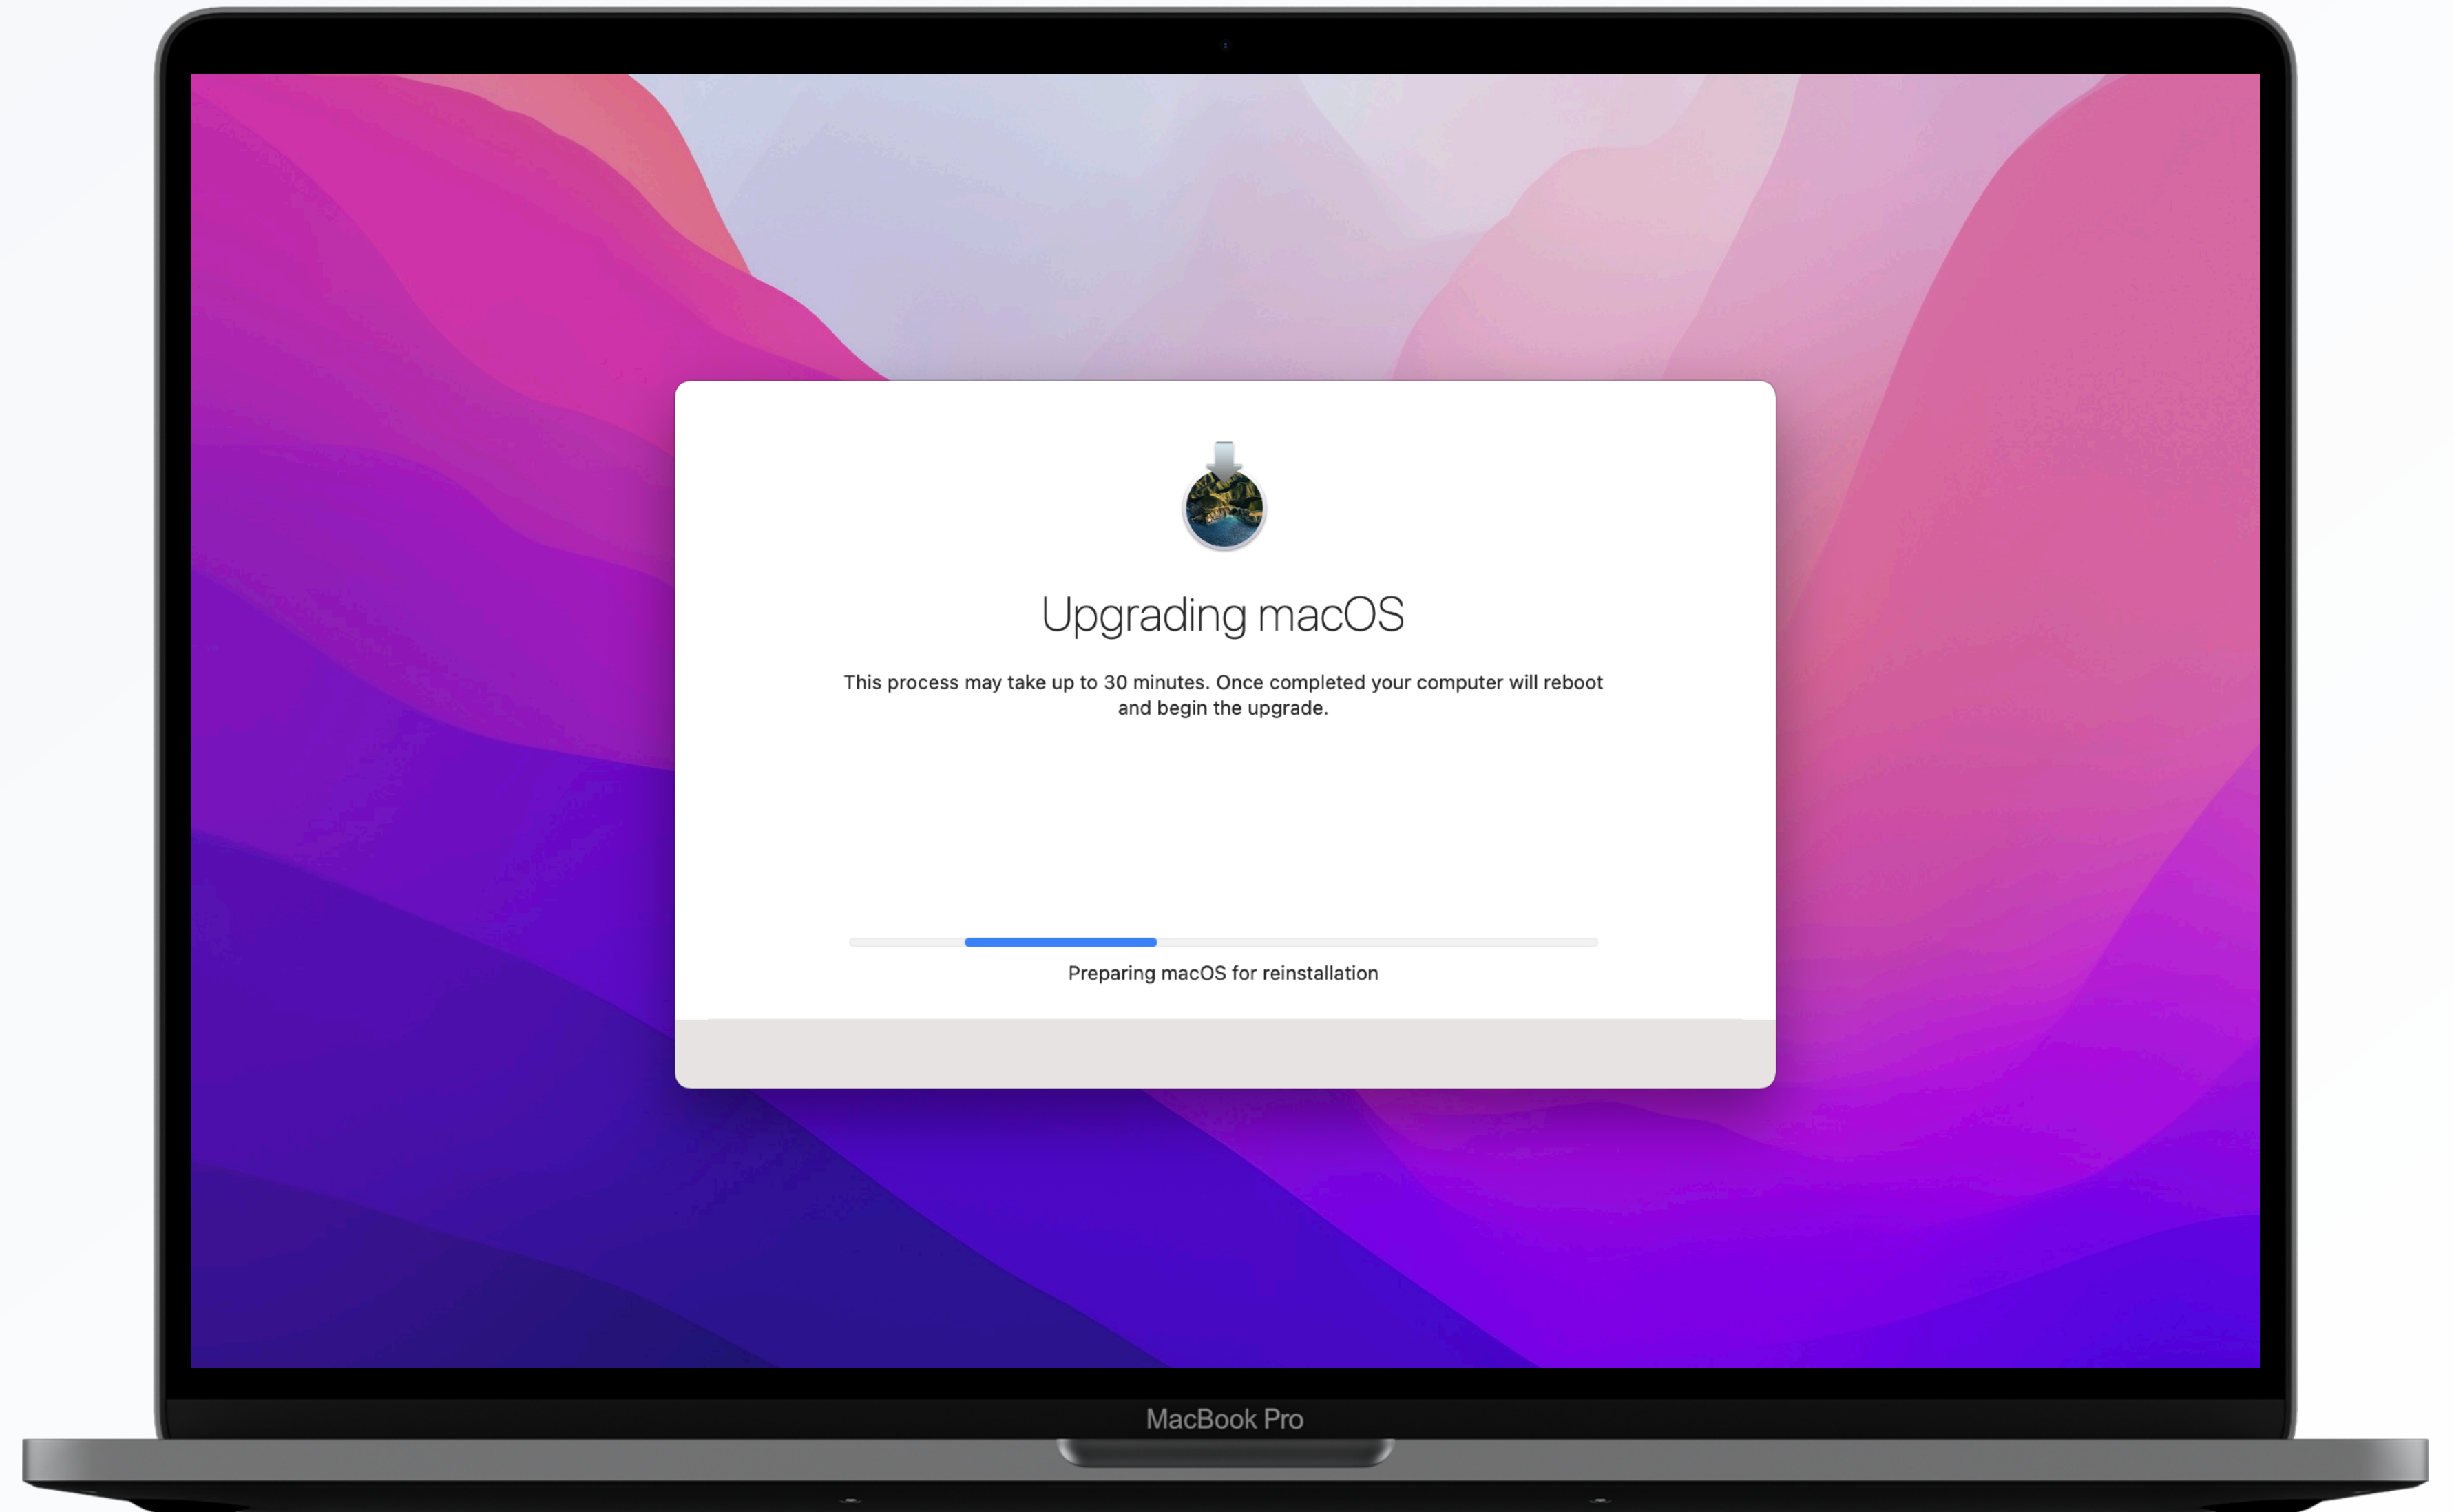 Upgrading macOS
This process may take up to 30 minutes. Once completed your computer will reboot
and begin the upgrade.
Preparing macOS for reinstallation
MacBook Pro